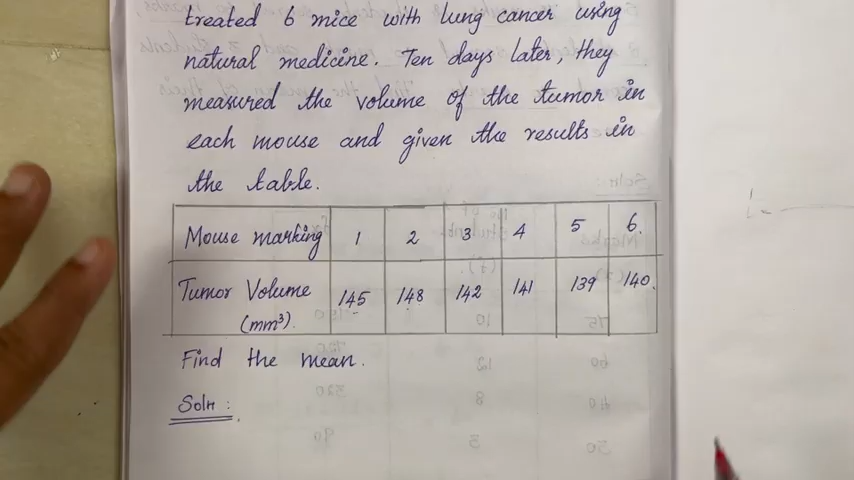 treated 6 mice with lung cancer using
natural medicine. Ten days later, they
measured the volume of the tumor in
each mouse and given the results in
the table.
Mouse marking 1 2 3 4 5 6.
Tumor Volume (mm³). 145 148 142 141 139 140.
Find the mean.
Soln :